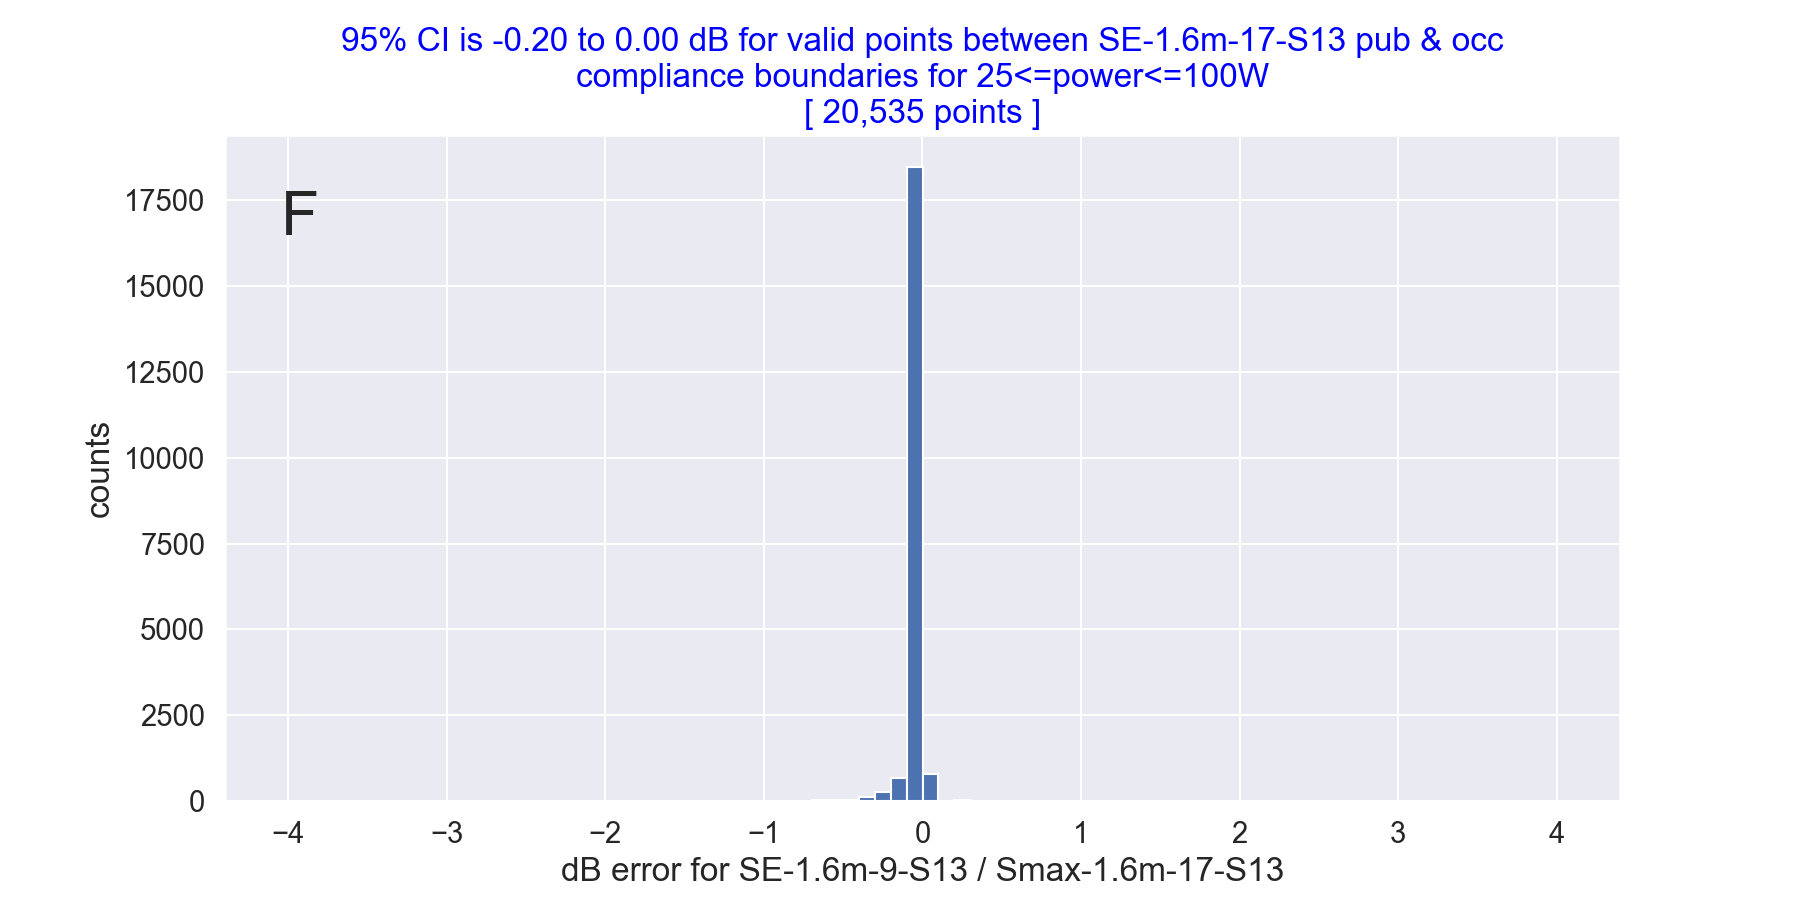 95% CI is -0.20 to 0.00 dB for valid points between SE-1.6m-17-S13 pub & occ
compliance boundaries for 25<=power<=100W
[ 20,535 points ]
F
17500
15000
12500
10000
7500
5000
2500
0
counts
−4 −3 −2 −1 0 1 2 3 4
dB error for SE-1.6m-9-S13 / Smax-1.6m-17-S13